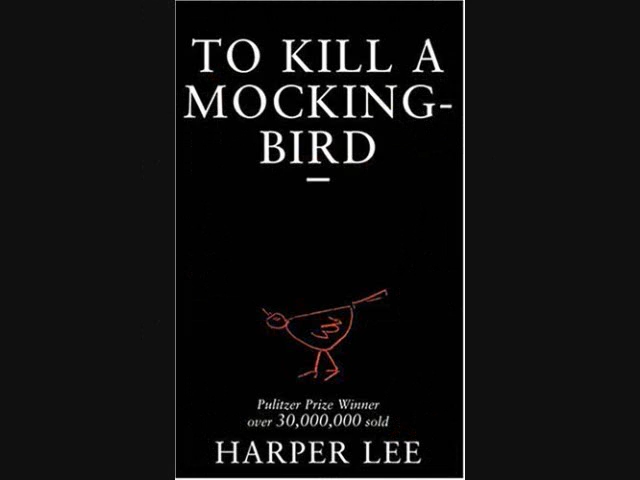 TO KILL A
MOCKING-
BIRD
Pulitzer Prize Winner
over 30,000,000 sold
HARPER LEE